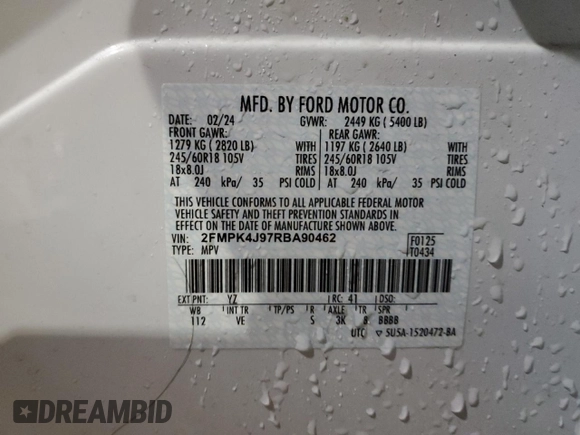 MFD. BY FORD MOTOR CO.
DATE: 02/24 GVWR: 2449 KG ( 5400 LB)
FRONT GAWR: REAR GAWR:
1279 KG ( 2820 LB) WITH 1197 KG ( 2640 LB) WITH
245/60R18 105V TIRES 245/60R18 105V TIRES
18x8.0J RIMS 18x8.0J RIMS
AT 240 kPa/ 35 PSI COLD AT 240 kPa/ 35 PSI COLD
THIS VEHICLE CONFORMS TO ALL APPLICABLE FEDERAL MOTOR
VEHICLE SAFETY AND THEFT PREVENTION STANDARDS IN
EFFECT ON THE DATE OF MANUFACTURE SHOWN ABOVE.
VIN: 2FMPK4J97RBA90462 F0125
TYPE: MPV T0434
EXT PNT: YZ RC: 41 DSO:
WB INT TR TP/PS R AXLE TR SPR
112 VE S 3K 8 BBBB
UTC ▽ 5USA-1520472-BA
DREAMBID